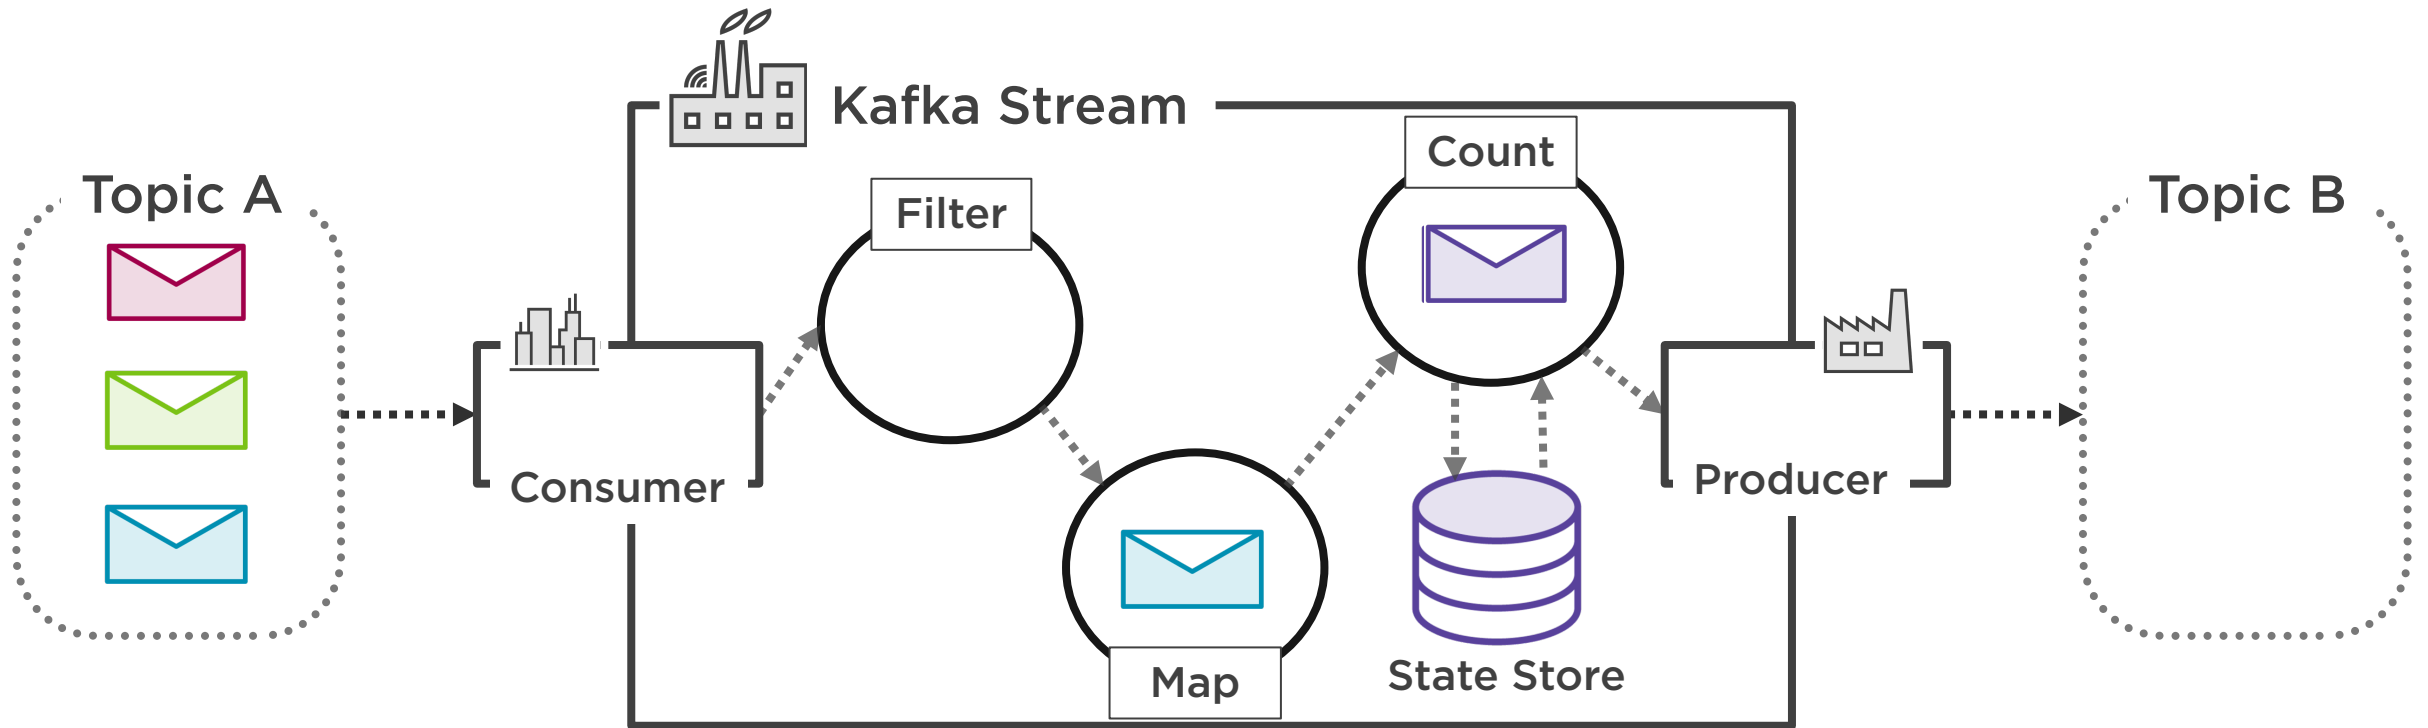 Kafka Stream
Topic A
Filter
Count
Topic B
Consumer
Producer
Map
State Store